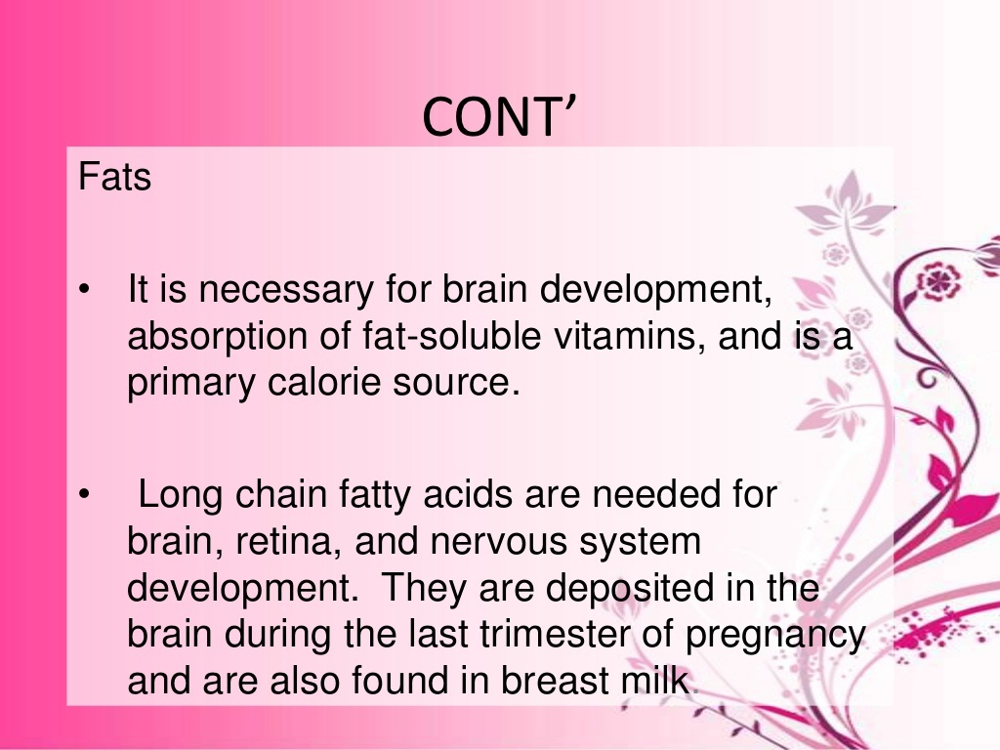 CONT’
Fats
• It is necessary for brain development,
absorption of fat-soluble vitamins, and is a
primary calorie source.
• Long chain fatty acids are needed for
brain, retina, and nervous system
development.  They are deposited in the
brain during the last trimester of pregnancy
and are also found in breast milk.